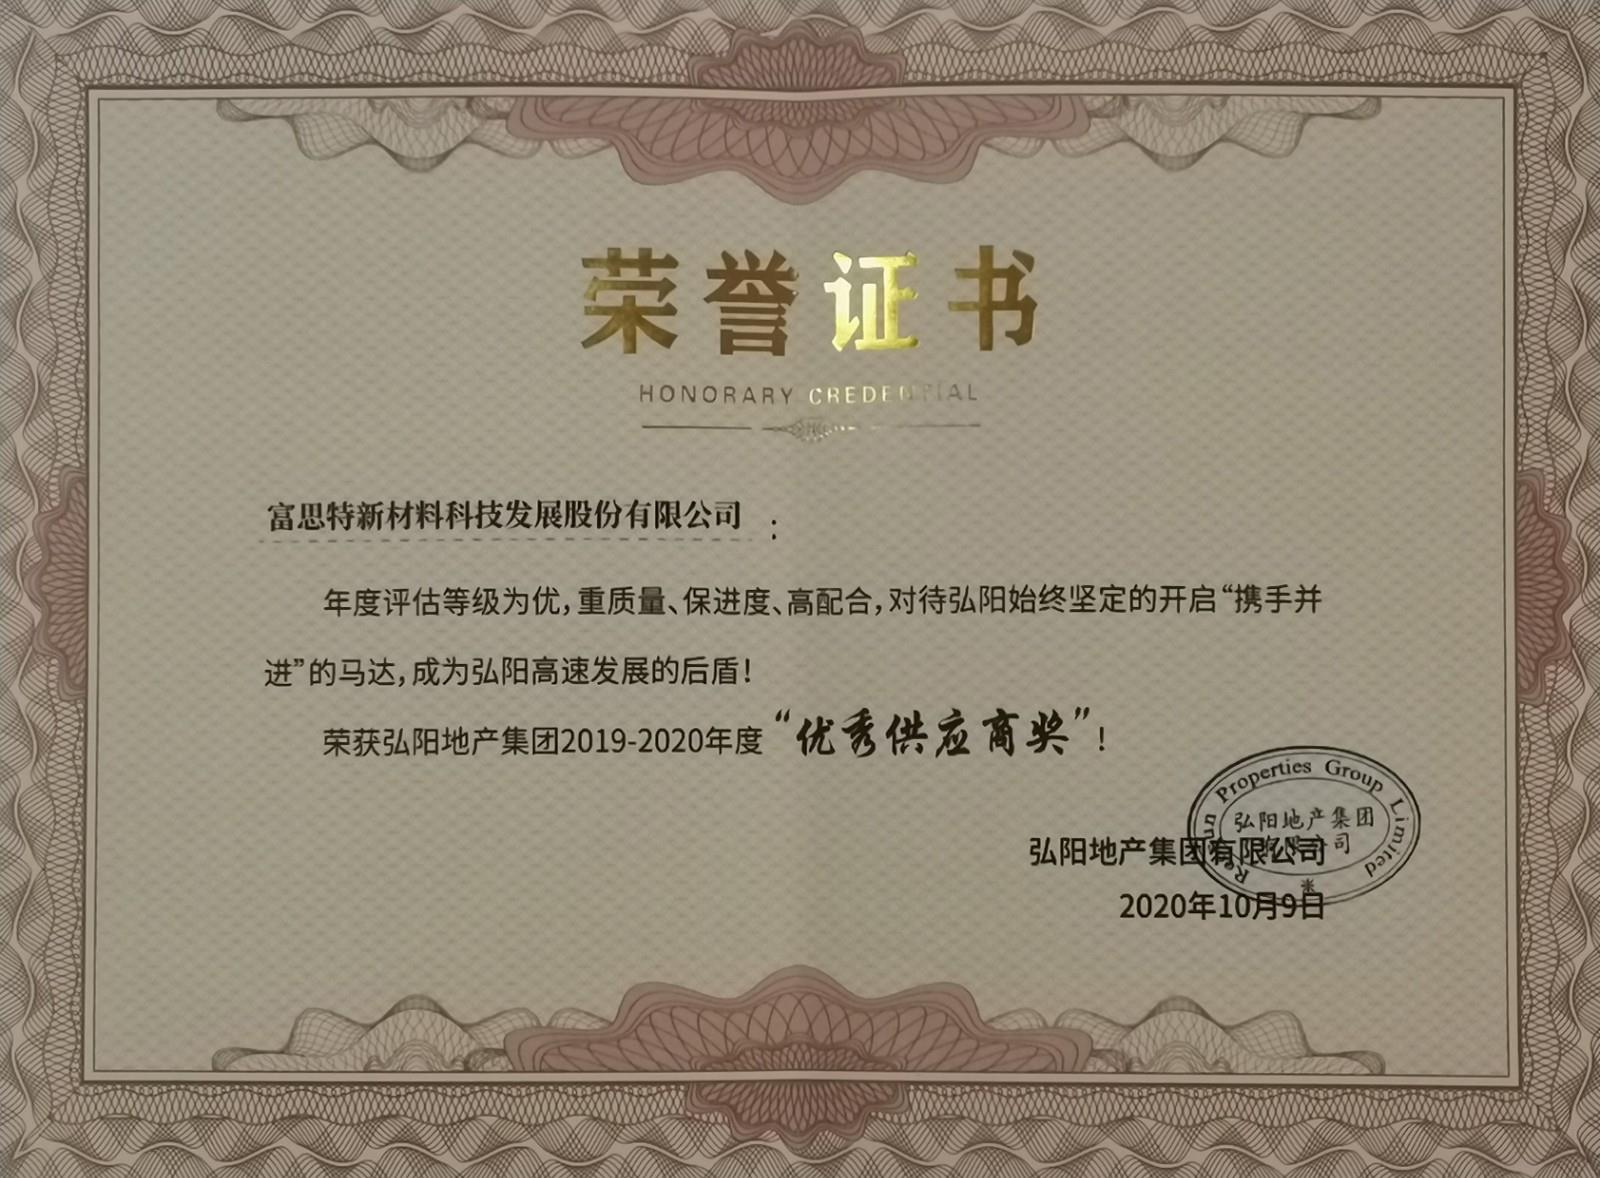 荣誉证书
HONORARY CREDENTIAL
富思特新材料科技发展股份有限公司 :
年度评估等级为优,重质量、保进度、高配合,对待弘阳始终坚定的开启“携手并
进”的马达,成为弘阳高速发展的后盾!
荣获弘阳地产集团2019-2020年度“优秀供应商奖”!
弘阳地产集团有限公司
2020年10月9日
Redsun Properties Group Limited
弘阳地产集团
有限公司